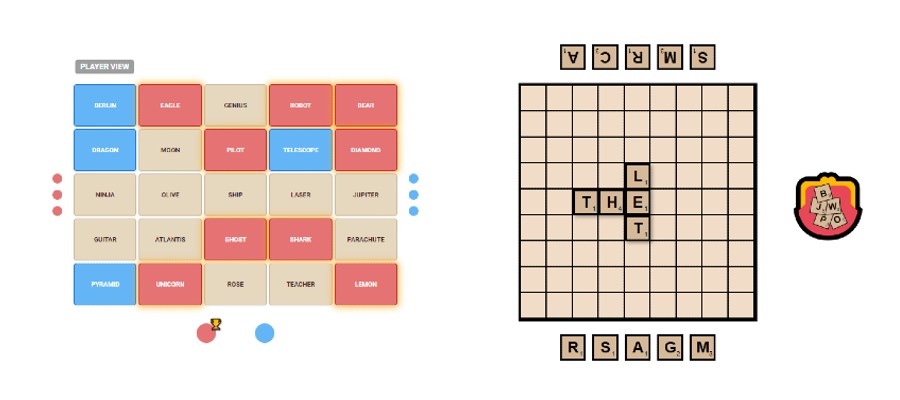 PLAYER VIEW
BERLIN EAGLE GENIUS ROBOT BEAR
DRAGON MOON PILOT TELESCOPE DIAMOND
NINJA OLIVE SHIP LASER JUPITER
GUITAR ATLANTIS GHOST SHARK PARACHUTE
PYRAMID UNICORN ROSE TEACHER LEMON
A C R M S
L
T H E
T
R S A G M
B
J W
P O